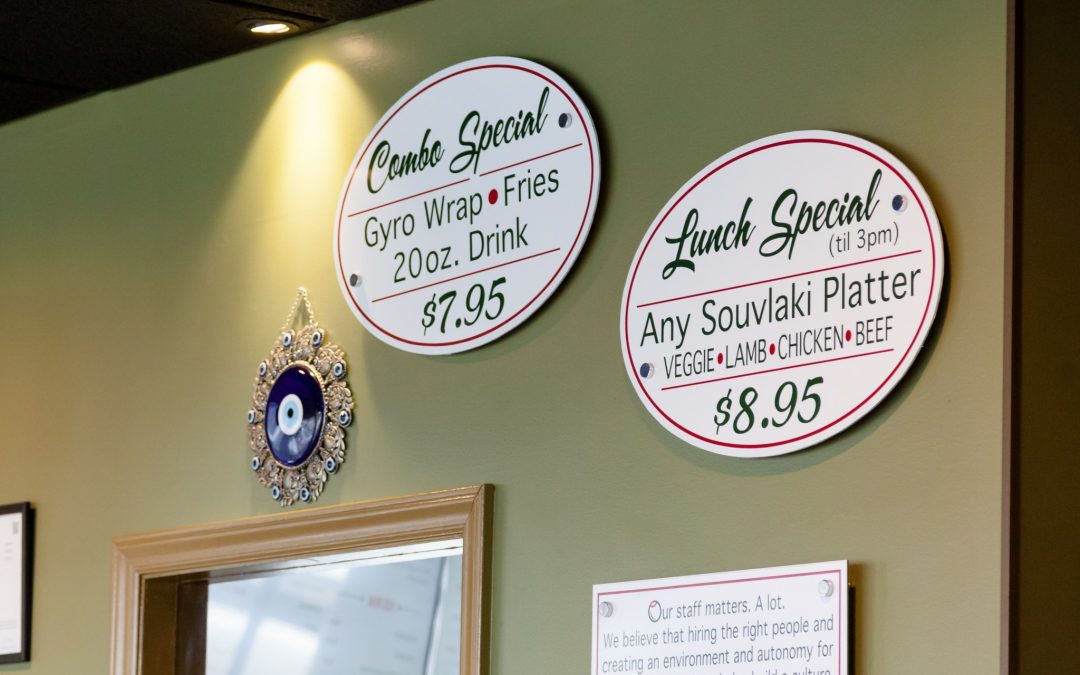 Combo Special
Gyro Wrap • Fries
20oz. Drink
$7.95
Lunch Special
(til 3pm)
Any Souvlaki Platter
VEGGIE • LAMB • CHICKEN • BEEF
$8.95
Our staff matters. A lot.
We believe that hiring the right people and
creating an environment and autonomy for